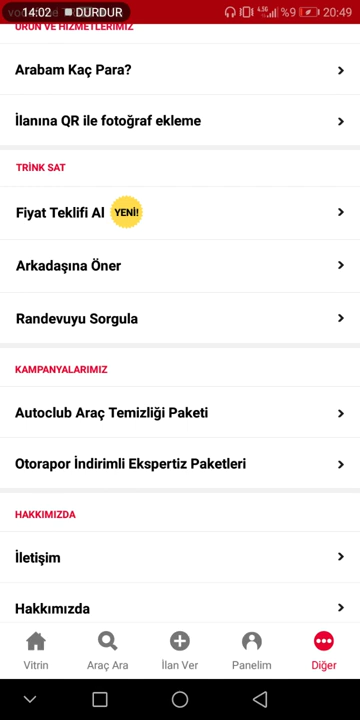 14:02 DURDUR
4.5G %9 20:49
ÜRÜN VE HİZMETLERİMİZ
Arabam Kaç Para?
İlanına QR ile fotoğraf ekleme
TRİNK SAT
Fiyat Teklifi Al YENİ!
Arkadaşına Öner
Randevuyu Sorgula
KAMPANYALARIMIZ
Autoclub Araç Temizliği Paketi
Otorapor İndirimli Ekspertiz Paketleri
HAKKIMIZDA
İletişim
Hakkımızda
Vitrin
Araç Ara
İlan Ver
Panelim
Diğer